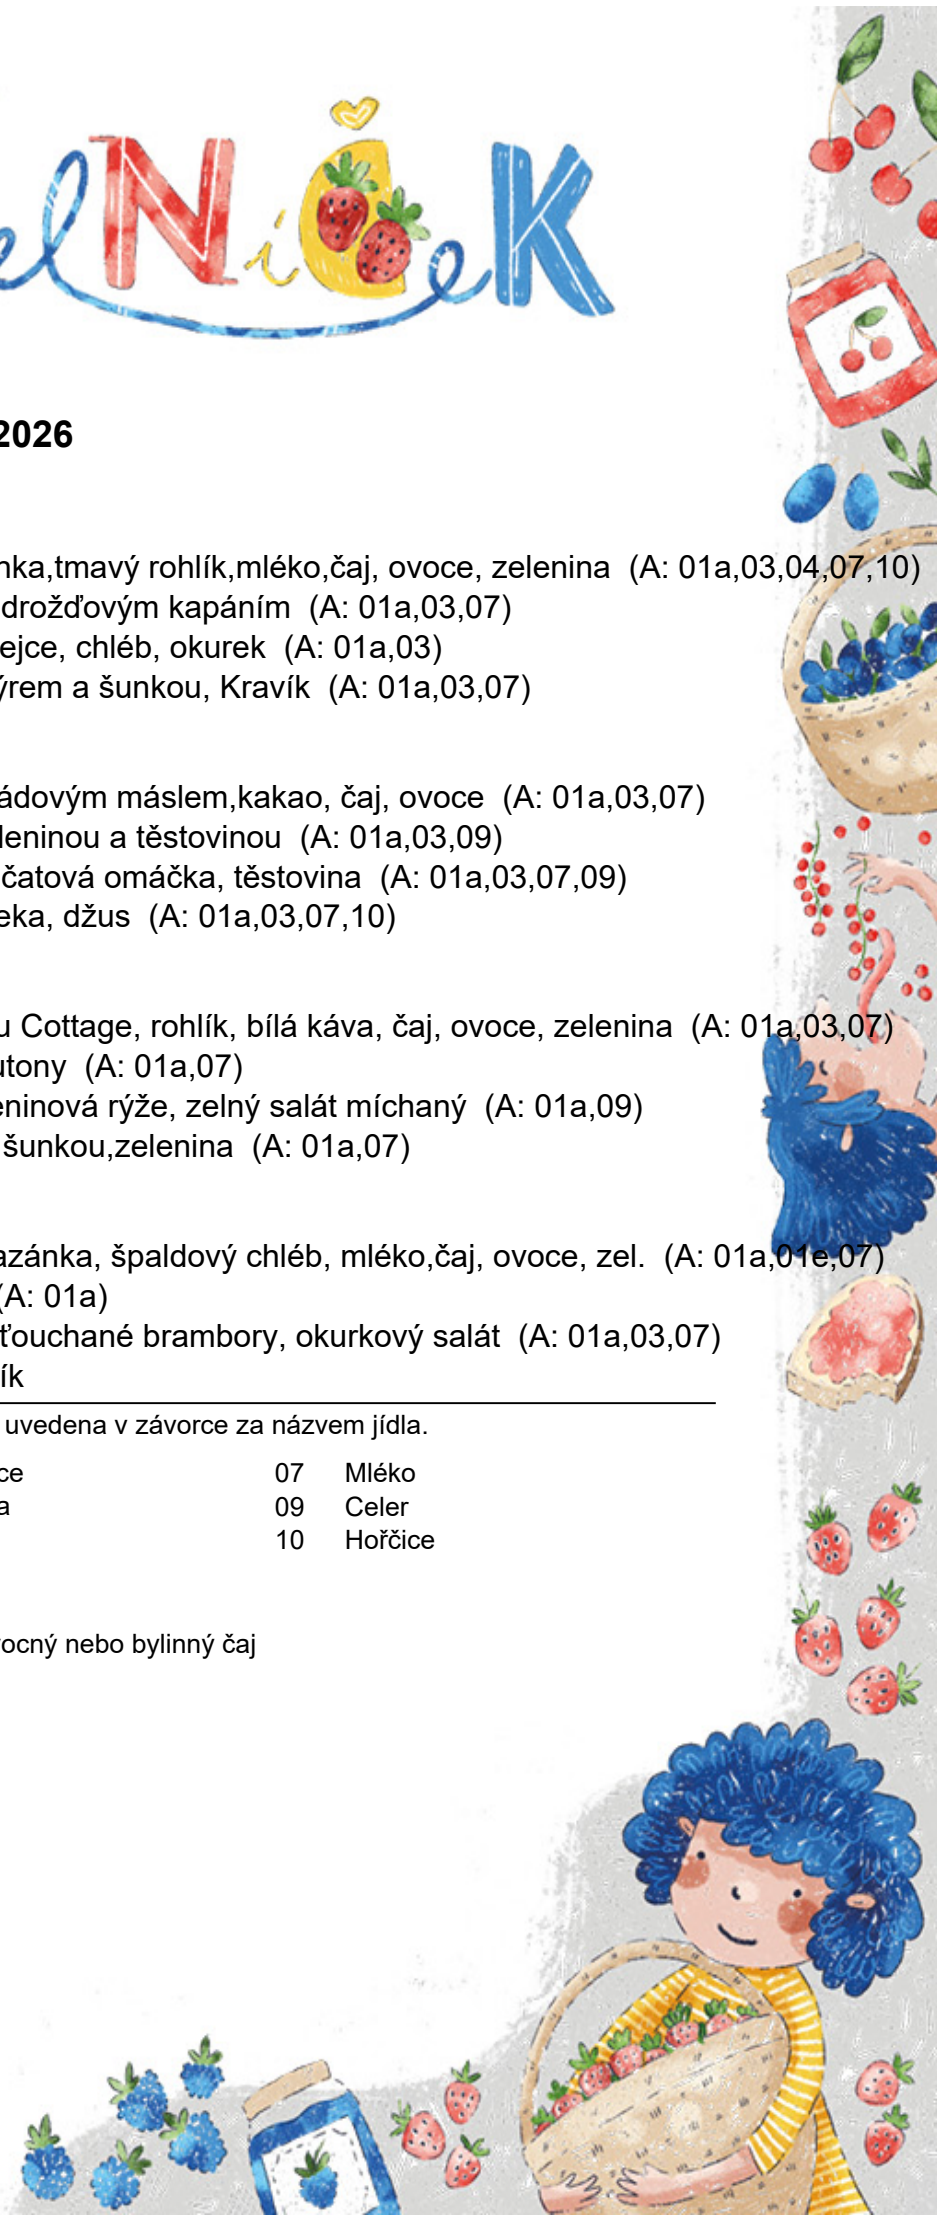 elNíčeK
2026
nka,tmavý rohlík,mléko,čaj, ovoce, zelenina (A: 01a,03,04,07,10)
drožďovým kapáním (A: 01a,03,07)
ejce, chléb, okurek (A: 01a,03)
ýrem a šunkou, Kravík (A: 01a,03,07)
ádovým máslem,kakao, čaj, ovoce (A: 01a,03,07)
leninou a těstovinou (A: 01a,03,09)
čatová omáčka, těstovina (A: 01a,03,07,09)
eka, džus (A: 01a,03,07,10)
u Cottage, rohlík, bílá káva, čaj, ovoce, zelenina (A: 01a,03,07)
utony (A: 01a,07)
eninová rýže, zelný salát míchaný (A: 01a,09)
šunkou,zelenina (A: 01a,07)
azánka, špaldový chléb, mléko,čaj, ovoce, zel. (A: 01a,01e,07)
(A: 01a)
ťouchané brambory, okurkový salát (A: 01a,03,07)
ík
uvedena v závorce za názvem jídla.
ce 07 Mléko
a 09 Celer
10 Hořčice
ocný nebo bylinný čaj